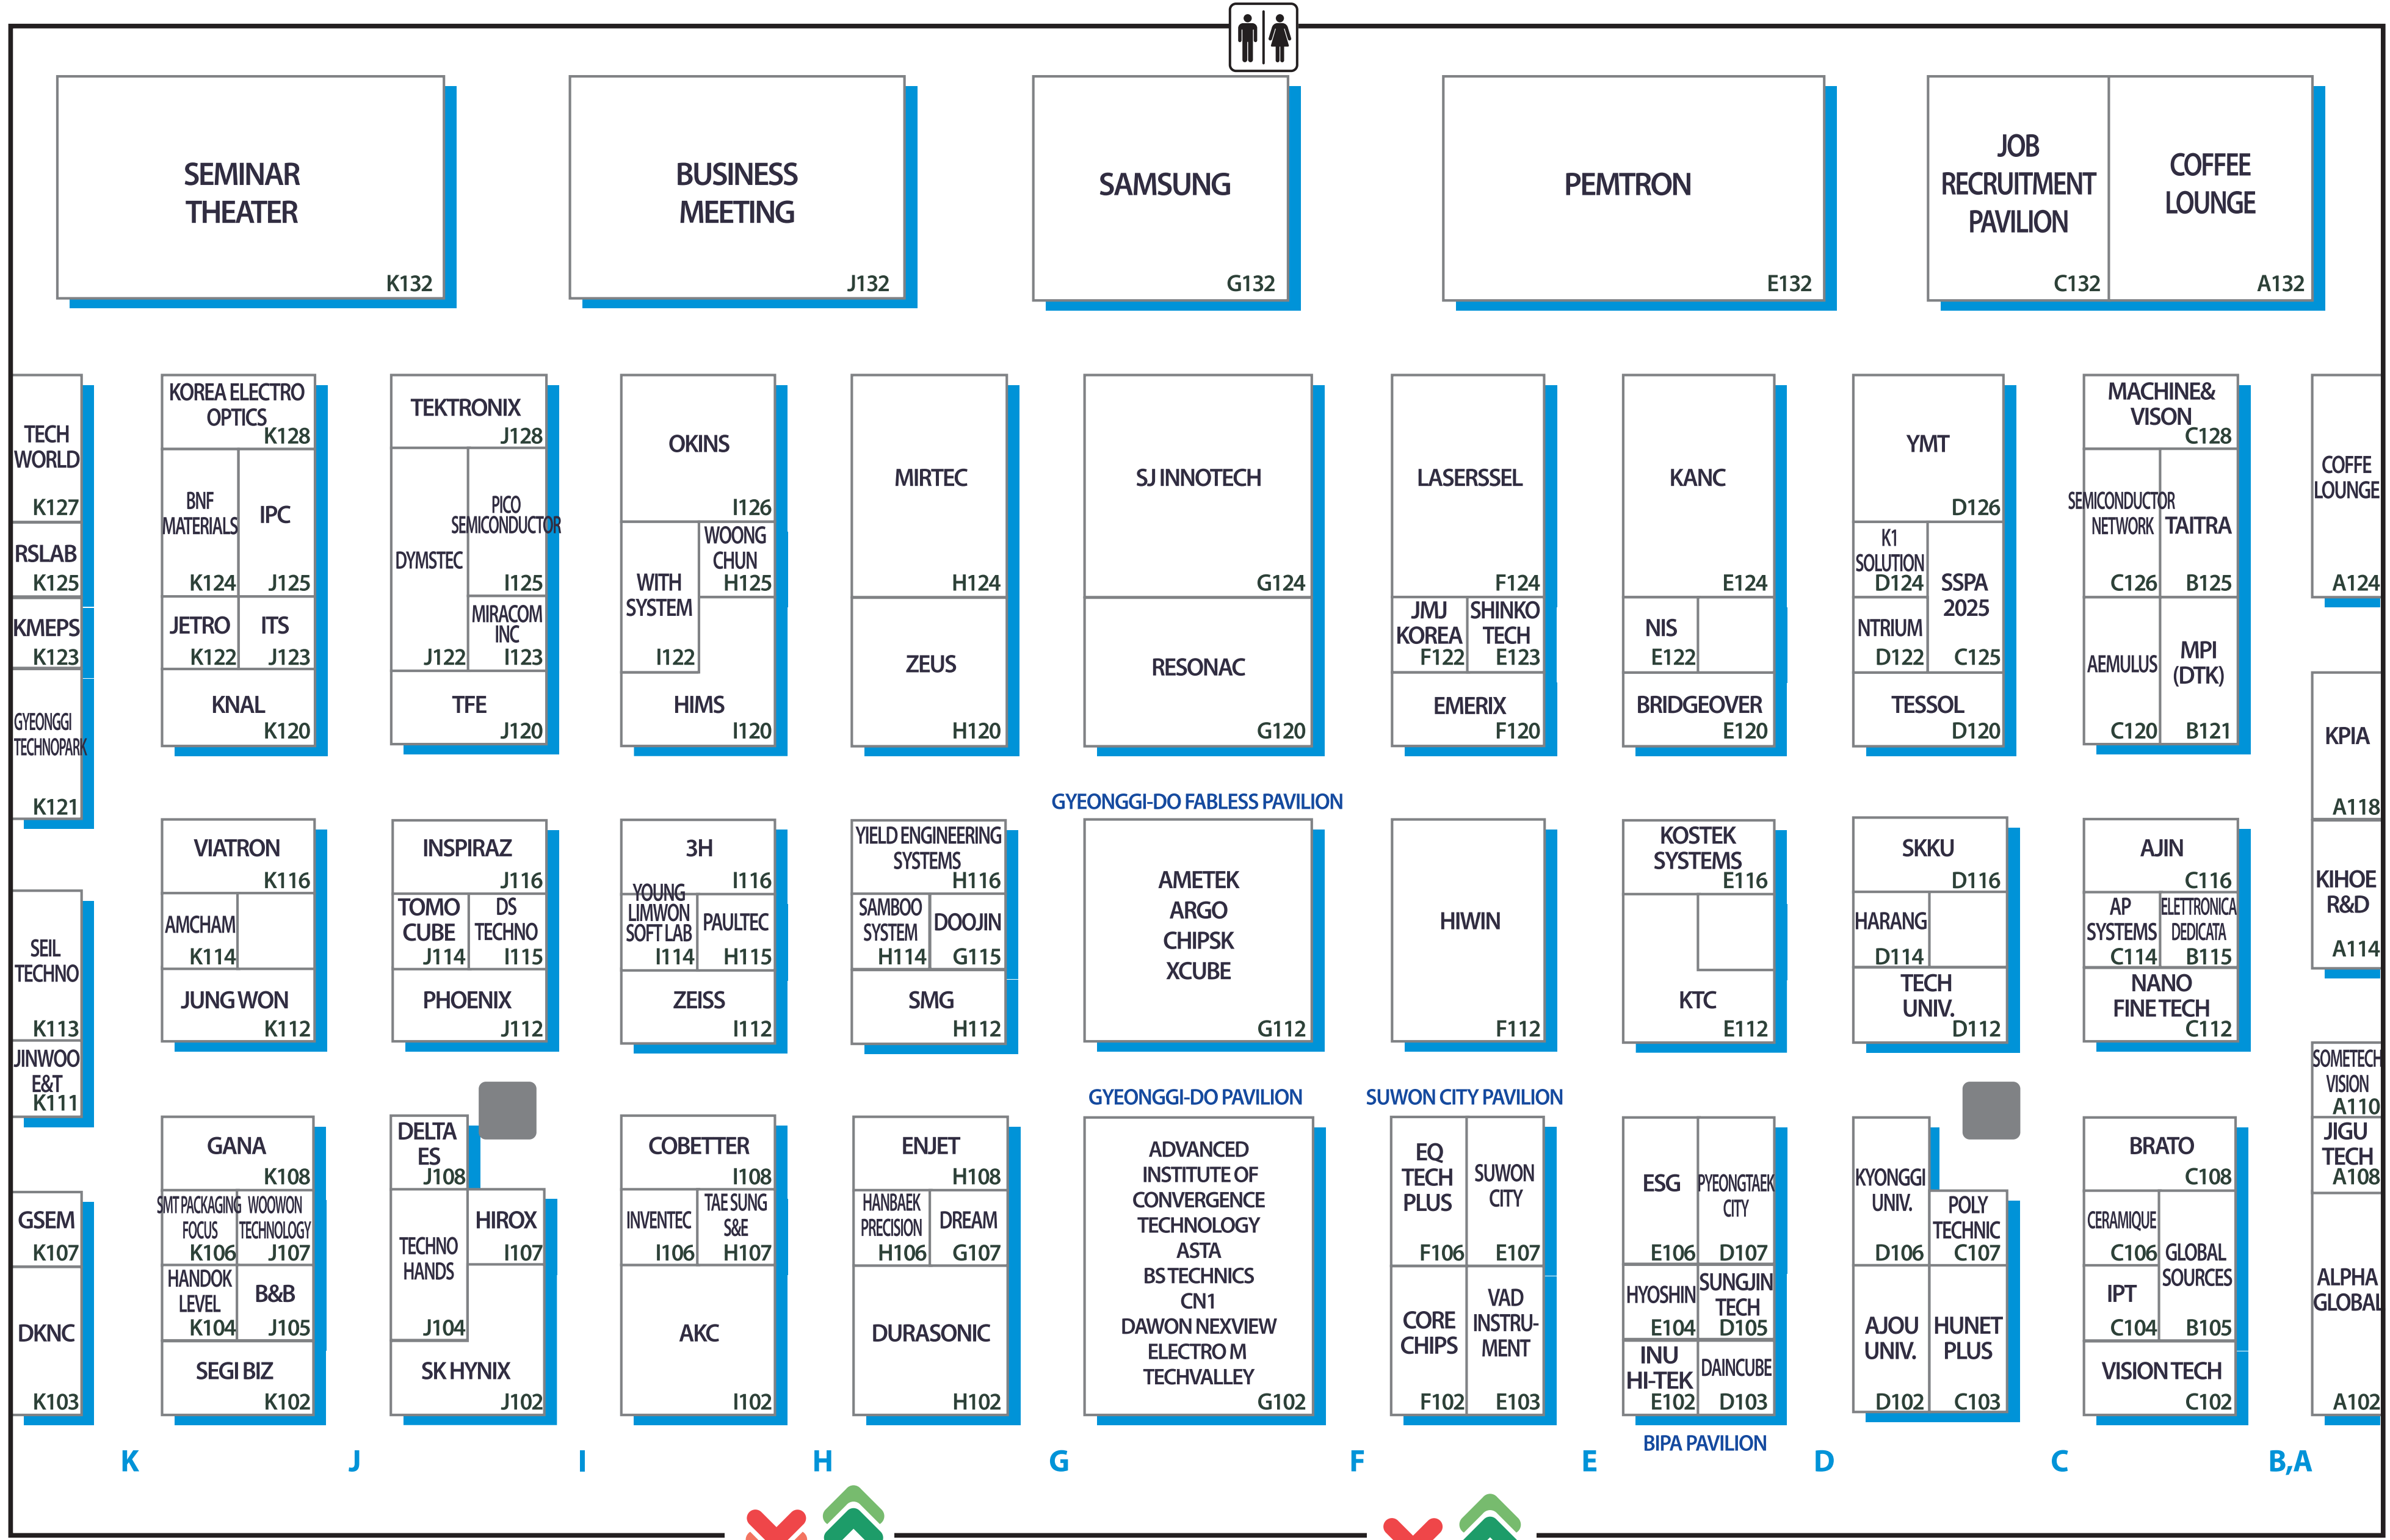 SEMINAR
THEATER
K132
BUSINESS
MEETING
J132
SAMSUNG
G132
PEMTRON
E132
JOB
RECRUITMENT
PAVILION
C132
COFFEE
LOUNGE
A132
TECH
WORLD
K127
RSLAB
K125
KMEPS
K123
GYEONGGI
TECHNOPARK
K121
KOREA ELECTRO
OPTICS
K128
BNF
MATERIALS
K124
IPC
J125
JETRO
K122
ITS
J123
KNAL
K120
TEKTRONIX
J128
DYMSTEC
J122
PICO
SEMICONDUCTOR
I125
MIRACOM
INC
I123
TFE
J120
OKINS
I126
WITH
SYSTEM
I122
WOONG
CHUN
H125
HIMS
I120
MIRTEC
H124
ZEUS
H120
SJ INNOTECH
G124
RESONAC
G120
LASERSSEL
F124
JMJ
KOREA
F122
SHINKO
TECH
E123
EMERIX
F120
KANC
E124
NIS
E122
BRIDGEOVER
E120
YMT
D126
K1
SOLUTION
D124
SSPA
2025
C125
NTRIUM
D122
TESSOL
D120
MACHINE&
VISON
C128
SEMICONDUCTOR
NETWORK
C126
TAITRA
B125
AEMULUS
C120
MPI
(DTK)
B121
COFFE
LOUNGE
A124
KPIA
A118
KIHOE
R&D
A114
SEIL
TECHNO
K113
JINWOO
E&T
K111
VIATRON
K116
AMCHAM
K114
JUNG WON
K112
INSPIRAZ
J116
TOMO
CUBE
J114
DS
TECHNO
I115
PHOENIX
J112
3H
I116
YOUNG
LIMWON
SOFT LAB
I114
PAULTEC
H115
ZEISS
I112
YIELD ENGINEERING
SYSTEMS
H116
SAMBOO
SYSTEM
H114
DOOJIN
G115
SMG
H112
GYEONGGI-DO FABLESS PAVILION
AMETEK
ARGO
CHIPSK
XCUBE
G112
HIWIN
F112
KOSTEK
SYSTEMS
E116
KTC
E112
SKKU
D116
HARANG
D114
TECH
UNIV.
D112
AJIN
C116
AP
SYSTEMS
C114
ELETTRONICA
DEDICATA
B115
NANO
FINE TECH
C112
SOMETECH
VISION
A110
JIGU
TECH
A108
ALPHA
GLOBAL
A102
GSEM
K107
DKNC
K103
GANA
K108
SMT PACKAGING
FOCUS
K106
WOOWON
TECHNOLOGY
J107
HANDOK
LEVEL
K104
B&B
J105
SEGI BIZ
K102
DELTA
ES
J108
TECHNO
HANDS
J104
HIROX
I107
SK HYNIX
J102
COBETTER
I108
INVENTEC
I106
TAE SUNG
S&E
H107
AKC
I102
ENJET
H108
HANBAEK
PRECISION
H106
DREAM
G107
DURASONIC
H102
GYEONGGI-DO PAVILION
ADVANCED
INSTITUTE OF
CONVERGENCE
TECHNOLOGY
ASTA
BS TECHNICS
CN1
DAWON NEXVIEW
ELECTRO M
TECHVALLEY
G102
SUWON CITY PAVILION
EQ
TECH
PLUS
F106
SUWON
CITY
E107
CORE
CHIPS
F102
VAD
INSTRU-
MENT
E103
ESG
E106
PYEONGTAEK
CITY
D107
HYOSHIN
E104
SUNGJIN
TECH
D105
INU
HI-TEK
E102
DAINCUBE
D103
BIPA PAVILION
KYONGGI
UNIV.
D106
POLY
TECHNIC
C107
AJOU
UNIV.
D102
HUNET
PLUS
C103
BRATO
C108
CERAMIQUE
C106
GLOBAL
SOURCES
B105
IPT
C104
VISION TECH
C102
K
J
I
H
G
F
E
D
C
B,A